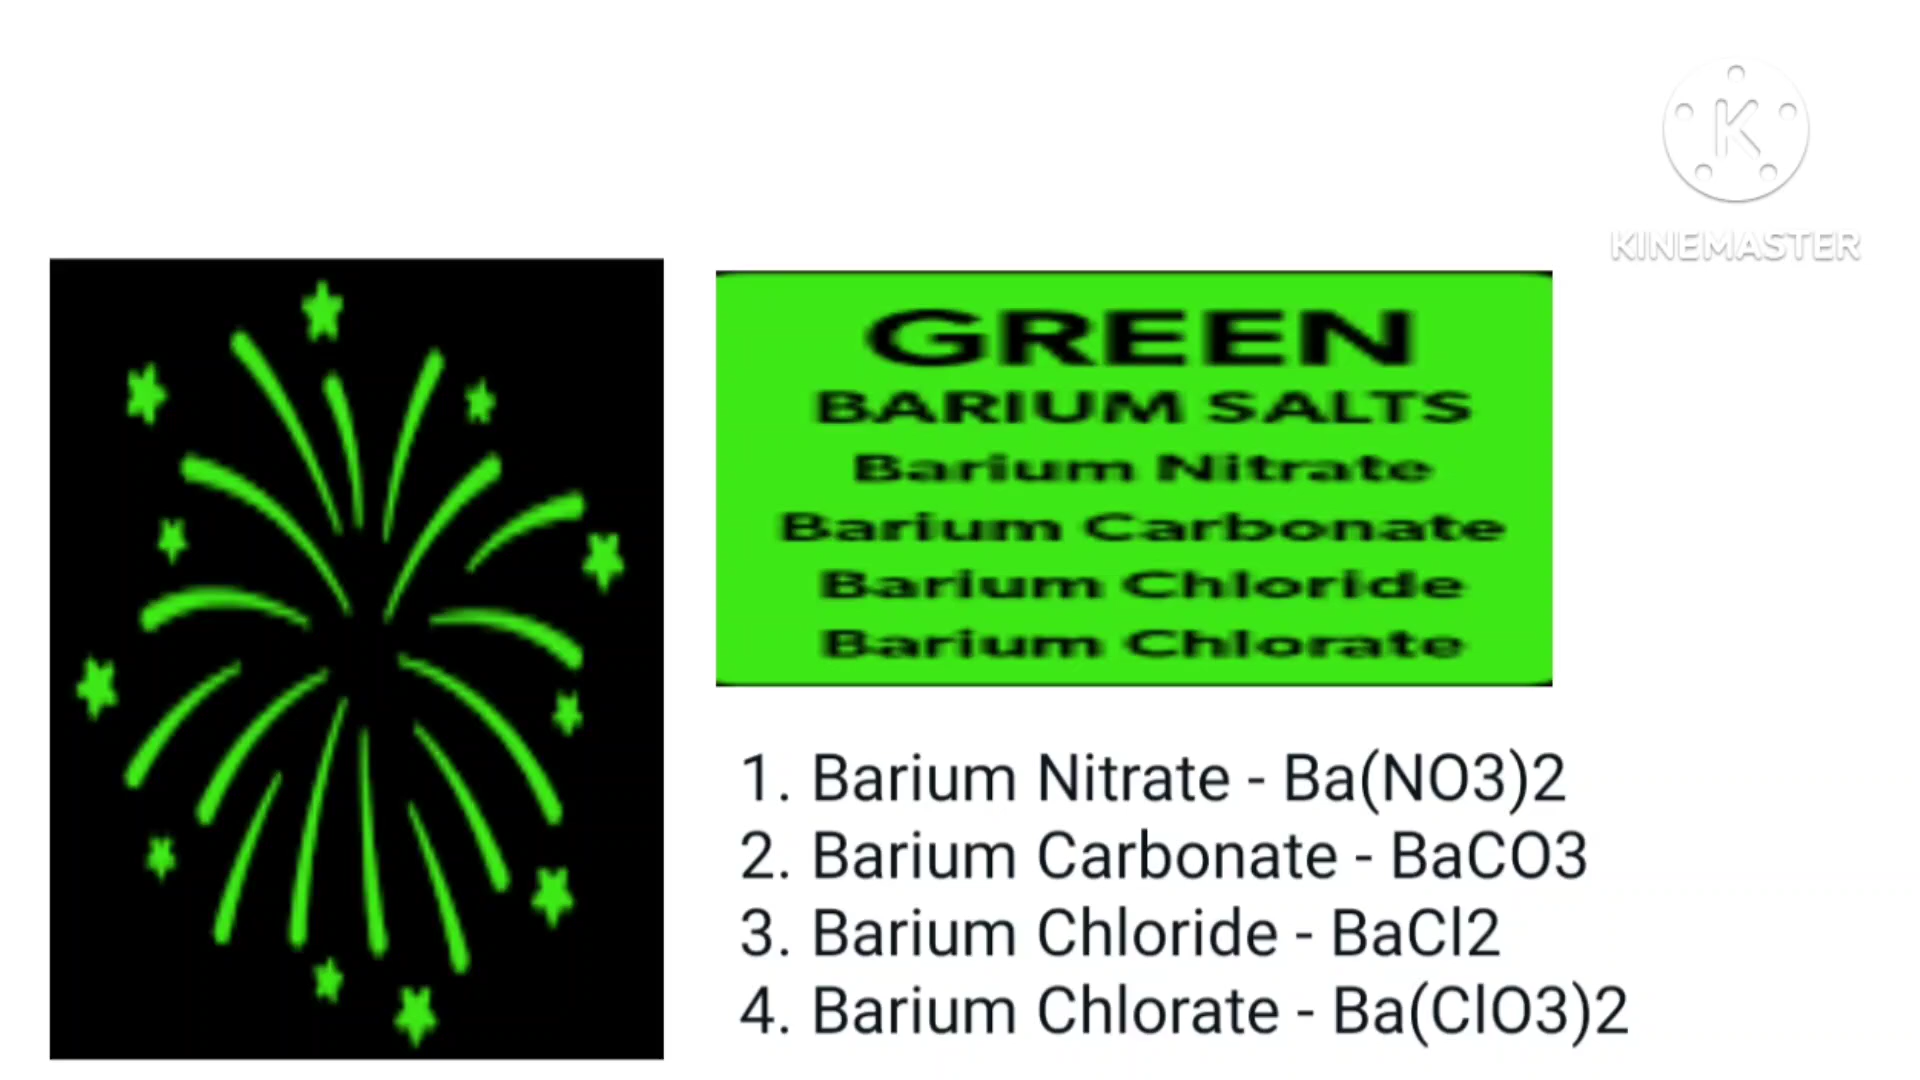 K
KINEMASTER
GREEN
BARIUM SALTS
Barium Nitrate
Barium Carbonate
Barium Chloride
Barium Chlorate
1. Barium Nitrate - Ba(NO3)2
2. Barium Carbonate - BaCO3
3. Barium Chloride - BaCl2
4. Barium Chlorate - Ba(ClO3)2